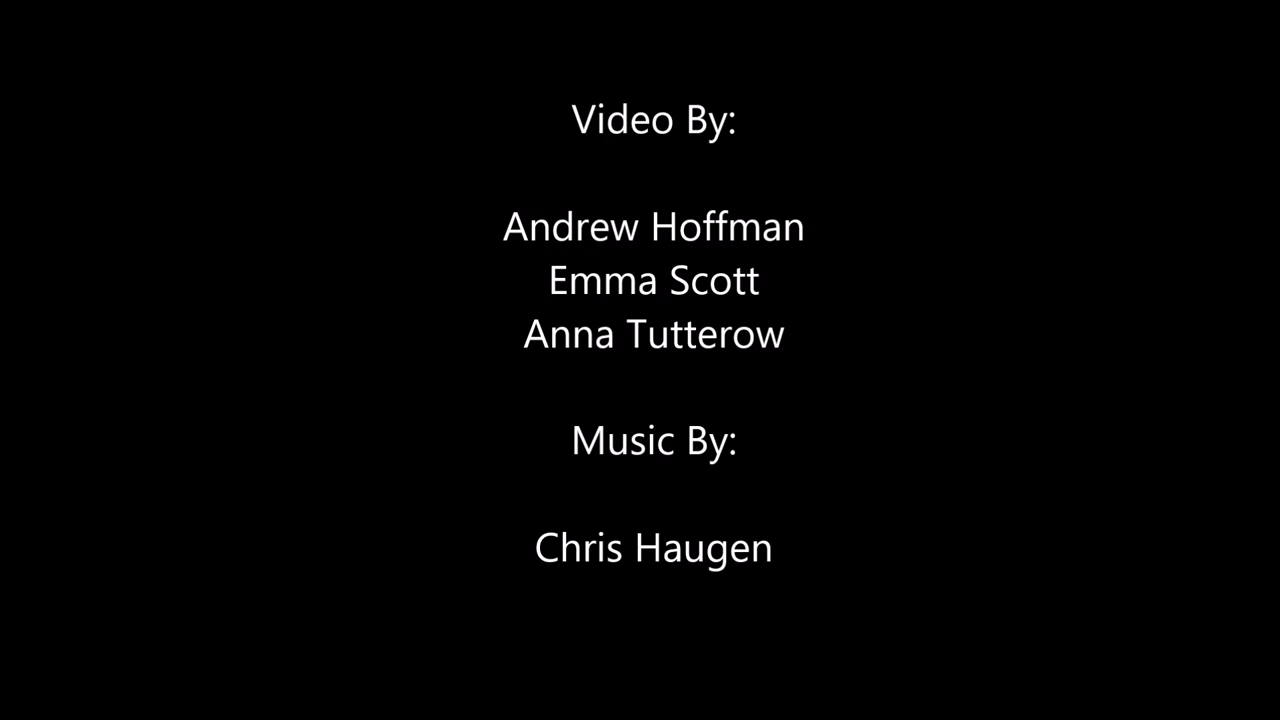 Video By:
Andrew Hoffman
Emma Scott
Anna Tutterow
Music By:
Chris Haugen